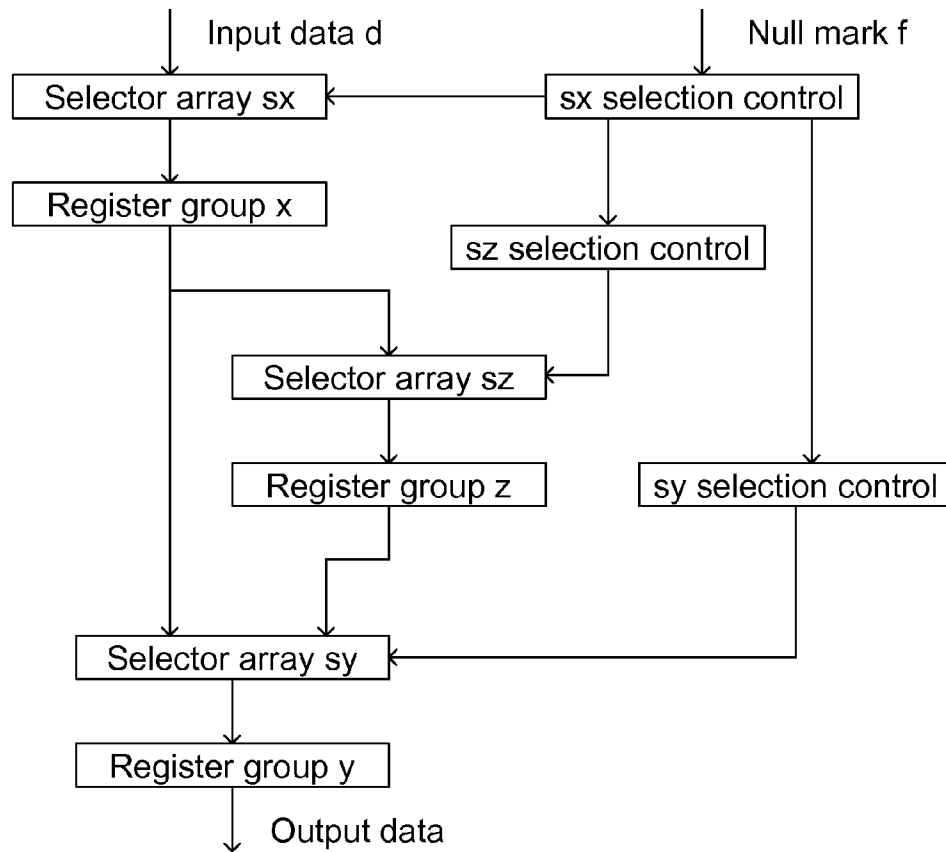 Input data d
Null mark f
Selector array sx
sx selection control
Register group x
sz selection control
Selector array sz
Register group z
sy selection control
Selector array sy
Register group y
Output data